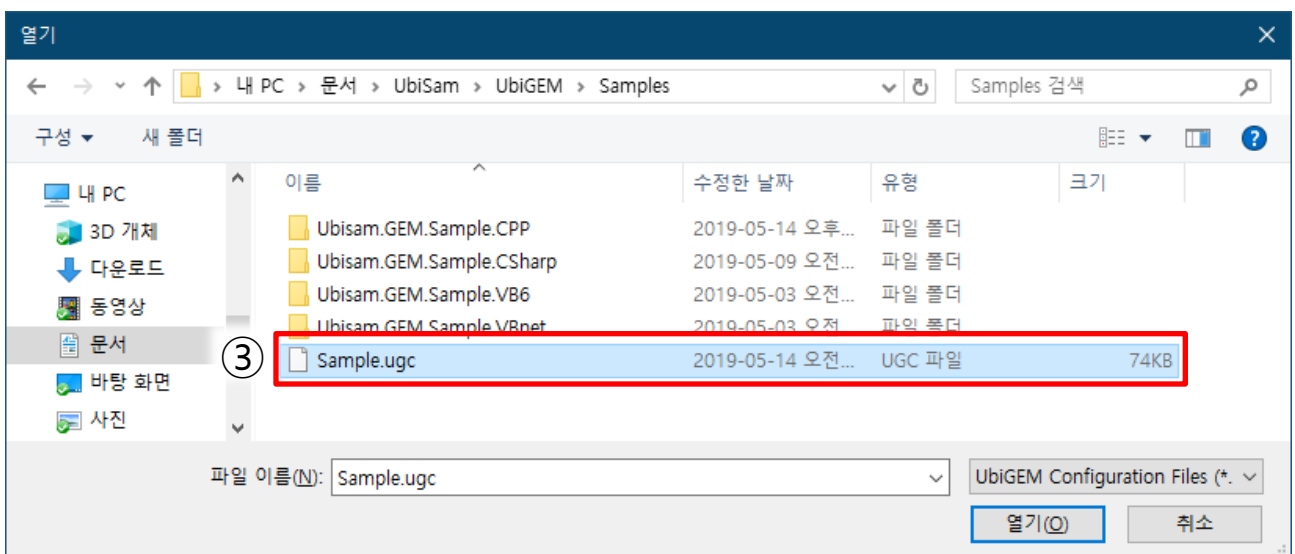 열기
내 PC > 문서 > UbiSam > UbiGEM > Samples
Samples 검색
구성
새 폴더
이름 수정한 날짜 유형 크기
내 PC
3D 개체
다운로드
동영상
문서
바탕 화면
사진
Ubisam.GEM.Sample.CPP 2019-05-14 오후... 파일 폴더
Ubisam.GEM.Sample.CSharp 2019-05-09 오전... 파일 폴더
Ubisam.GEM.Sample.VB6 2019-05-03 오전... 파일 폴더
Ubisam.GEM.Sample.VBnet 2019-05-03 오전 파일 폴더
③ Sample.ugc 2019-05-14 오전... UGC 파일 74KB
파일 이름(N): Sample.ugc
UbiGEM Configuration Files (*.
열기(O)
취소